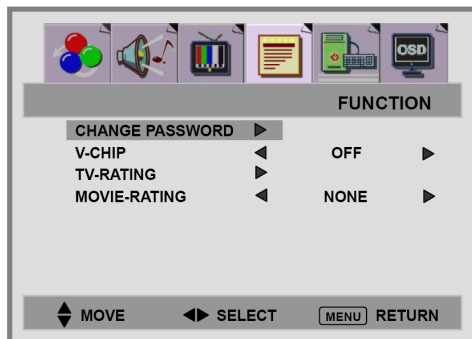 OSD
FUNCTION
CHANGE PASSWORD
V-CHIP OFF
TV-RATING
MOVIE-RATING NONE
MOVE SELECT MENU RETURN